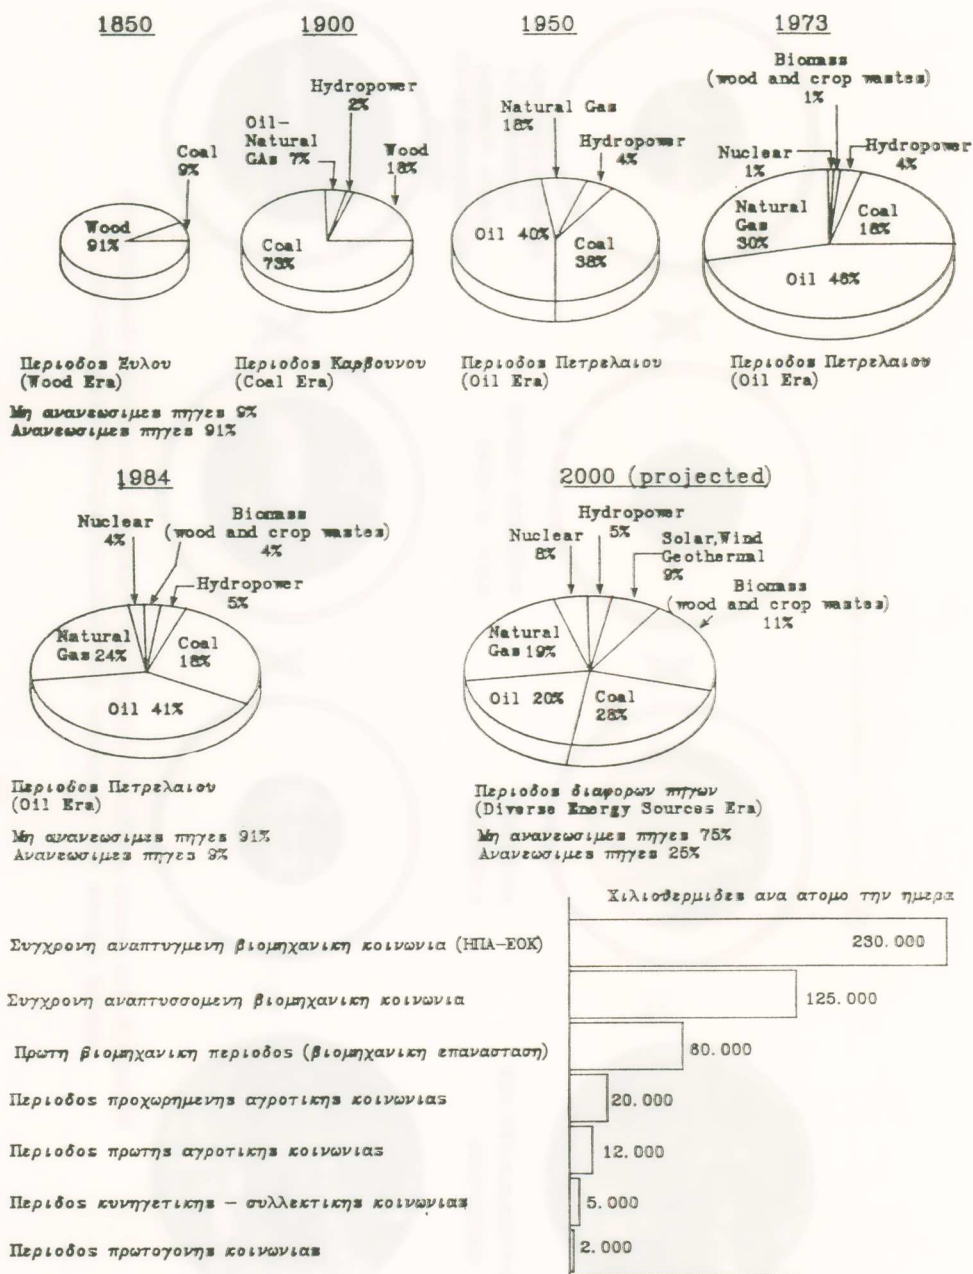 1850
1900
1950
1973
Coal
9%
Wood
91%
Περιοδος Ξυλου
(Wood Era)
Μη ανανεωσιμες πηγες 9%
Ανανεωσιμες πηγες 91%
Hydropower
2%
Oil-
Natural
GAs 7%
Wood
18%
Coal
73%
Περιοδος Καρβουνου
(Coal Era)
Natural Gas
18%
Hydropower
4%
Oil 40%
Coal
38%
Περιοδος Πετρελαιου
(Oil Era)
Biomass
(wood and crop wastes)
1%
Nuclear
1%
Hydropower
4%
Natural
Gas
30%
Coal
18%
Oil 46%
Περιοδος Πετρελαιου
(Oil Era)
1984
Nuclear
4%
Biomass
(wood and crop wastes)
4%
Hydropower
5%
Natural
Gas 24%
Coal
18%
Oil 41%
Περιοδος Πετρελαιου
(Oil Era)
Μη ανανεωσιμες πηγες 91%
Ανανεωσιμες πηγες 9%
2000 (projected)
Hydropower
5%
Nuclear
8%
Solar,Wind
Geothermal
9%
Biomass
(wood and crop wastes)
11%
Natural
Gas 19%
Oil 20%
Coal
28%
Περιοδος διαφορων πηγων
(Diverse Energy Sources Era)
Μη ανανεωσιμες πηγες 75%
Ανανεωσιμες πηγες 25%
Χιλιοθερμιδες ανα ατομο την ημερα
Συγχρονη αναπτυγμενη βιομηχανικη κοινωνια (ΗΠΑ-ΕΟΚ) 230.000
Συγχρονη αναπτυσσομενη βιομηχανικη κοινωνια 125.000
Πρωτη βιομηχανικη περιοδος (βιομηχανικη επανασταση) 60.000
Περιοδος προχωρημενης αγροτικης κοινωνιας 20.000
Περιοδος πρωτης αγροτικης κοινωνιας 12.000
Περιδος κυνηγετικης - συλλεκτικης κοινωνιας 5.000
Περιοδος πρωτογονης κοινωνιας 2.000